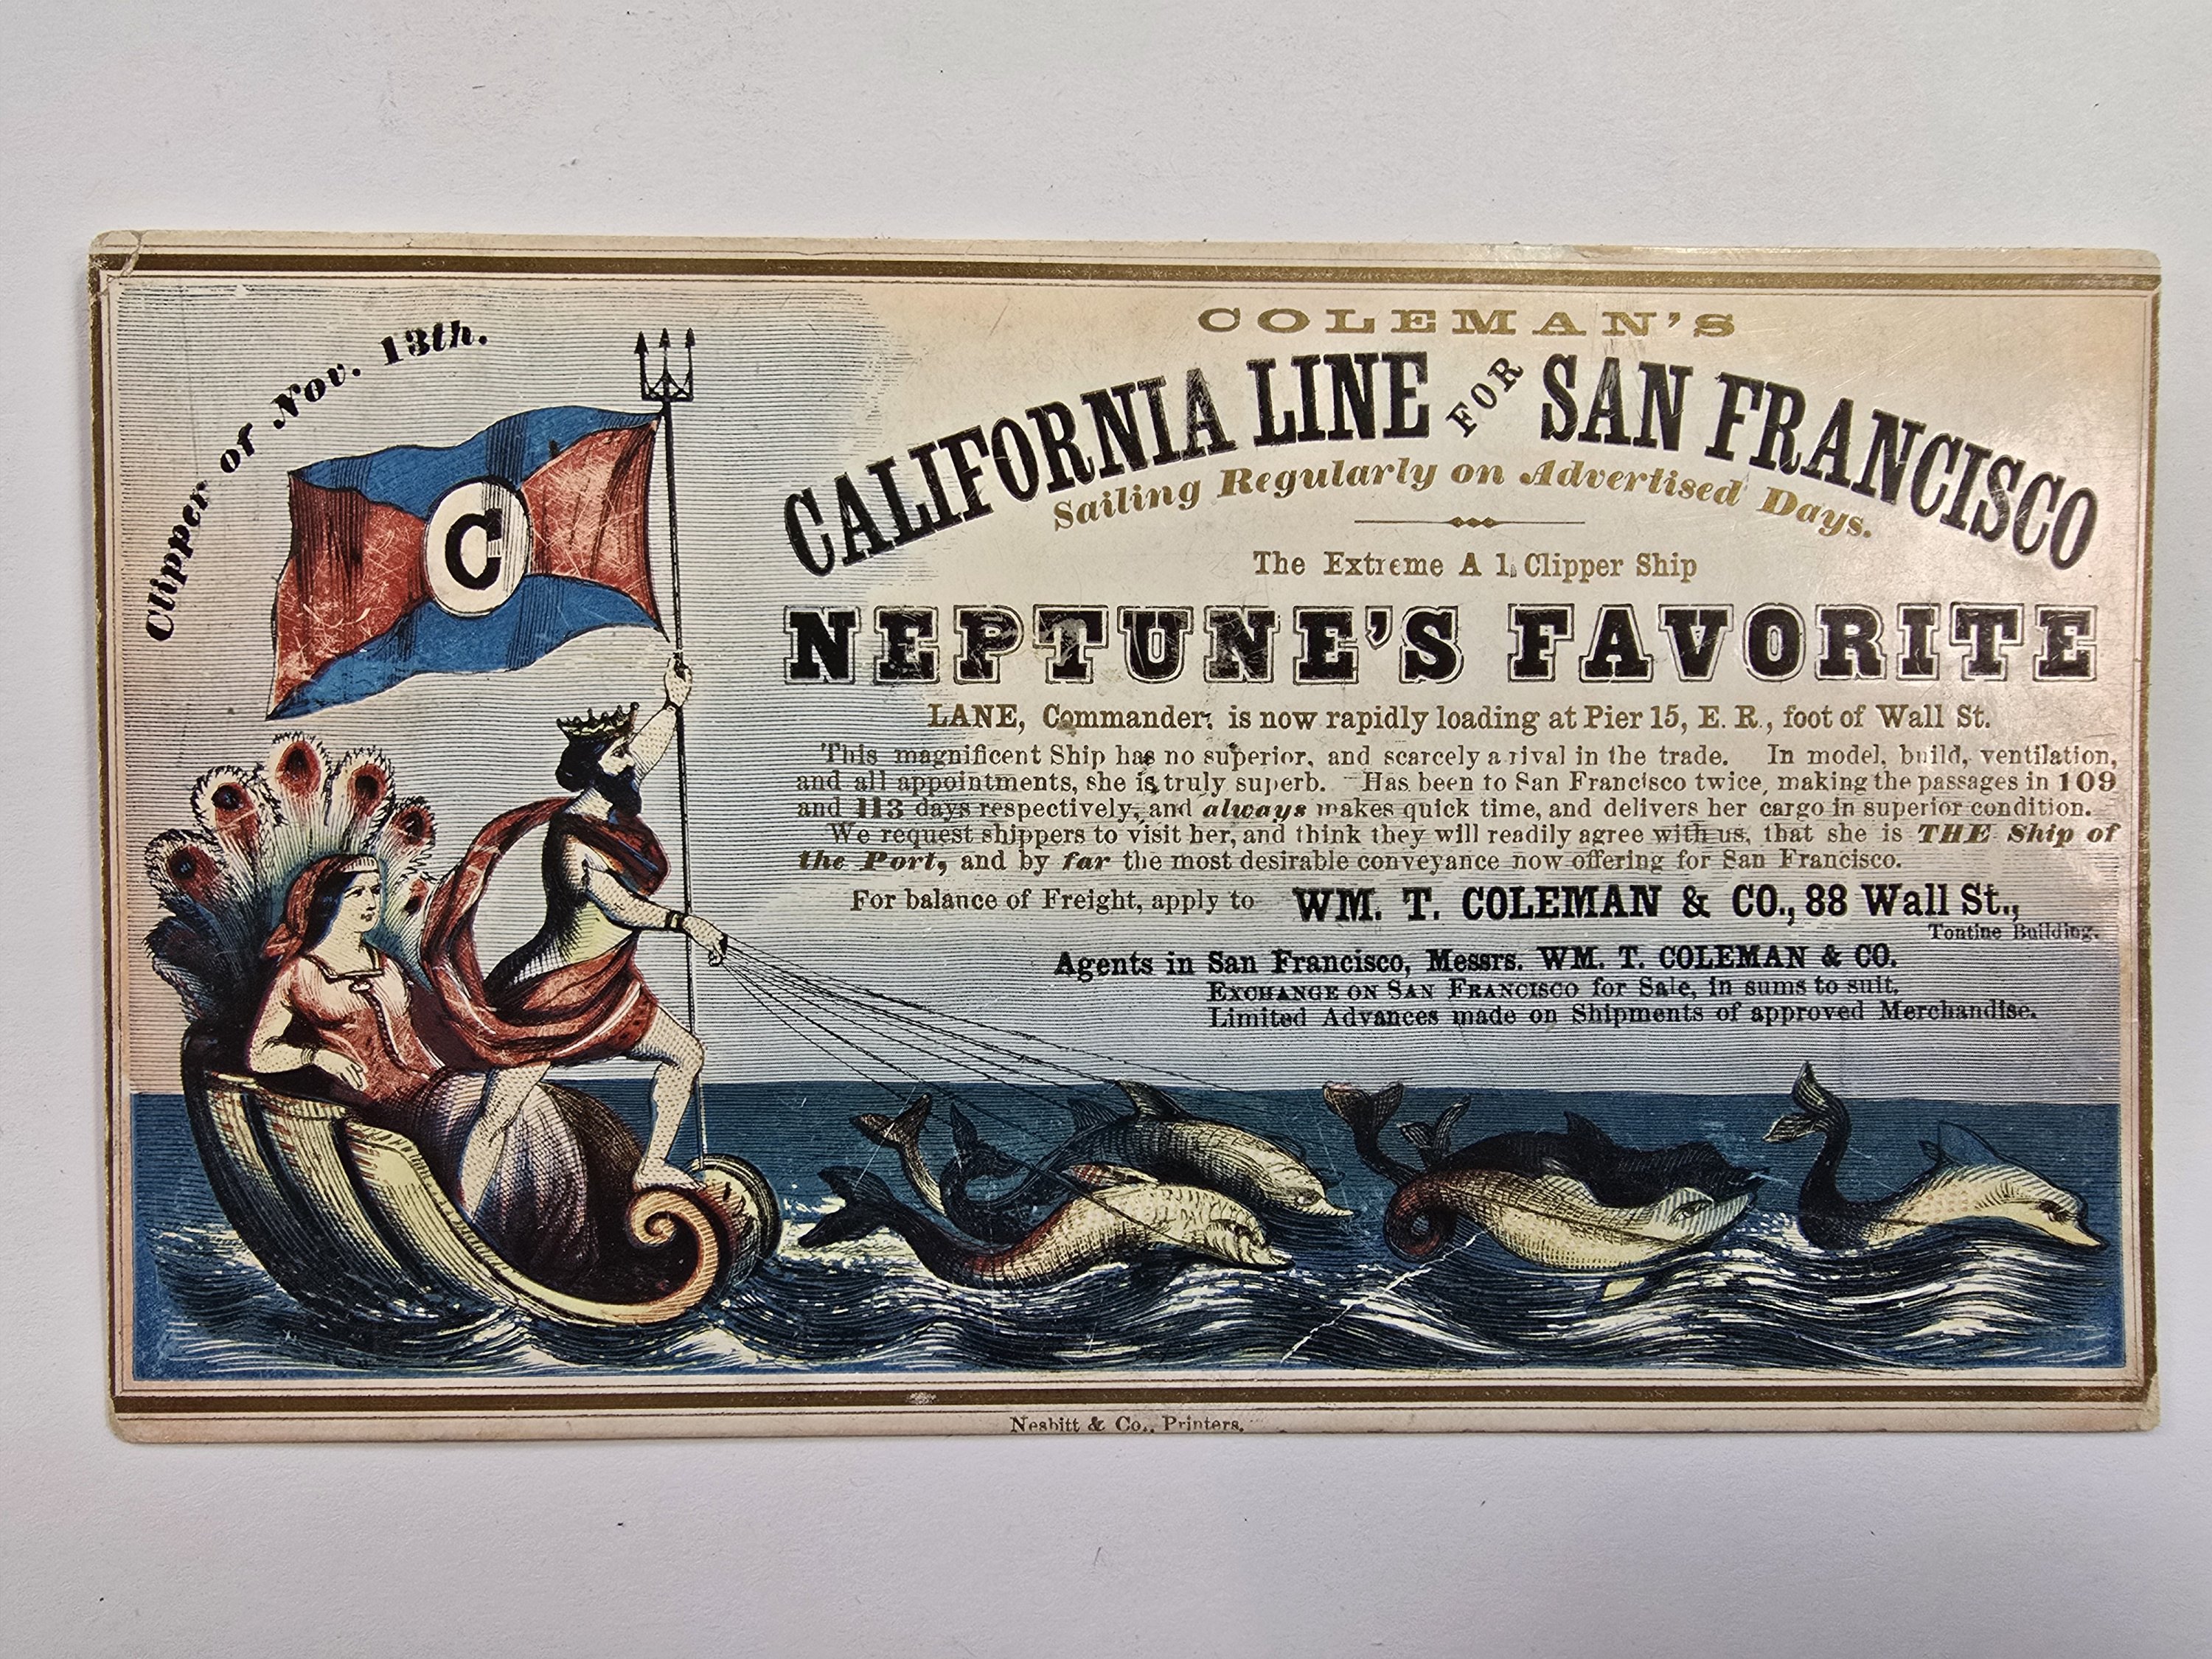 Clipper of Nov. 13th.
C
COLEMAN'S
CALIFORNIA LINE FOR SAN FRANCISCO
Sailing Regularly on Advertised Days.
The Extreme A 1 Clipper Ship
NEPTUNE'S FAVORITE
LANE, Commander, is now rapidly loading at Pier 15, E. R., foot of Wall St.
This magnificent Ship has no superior, and scarcely a rival in the trade. In model, build, ventilation,
and all appointments, she is truly superb. Has been to San Francisco twice, making the passages in 109
and 113 days respectively, and always makes quick time, and delivers her cargo in superior condition.
We request shippers to visit her, and think they will readily agree with us, that she is THE Ship of
the Port, and by far the most desirable conveyance now offering for San Francisco.
For balance of Freight, apply to WM. T. COLEMAN & CO., 88 Wall St.,
Tontine Building.
Agents in San Francisco, Messrs. WM. T. COLEMAN & CO.
EXCHANGE ON SAN FRANCISCO for Sale, in sums to suit.
Limited Advances made on Shipments of approved Merchandise.
Nesbitt & Co., Printers.